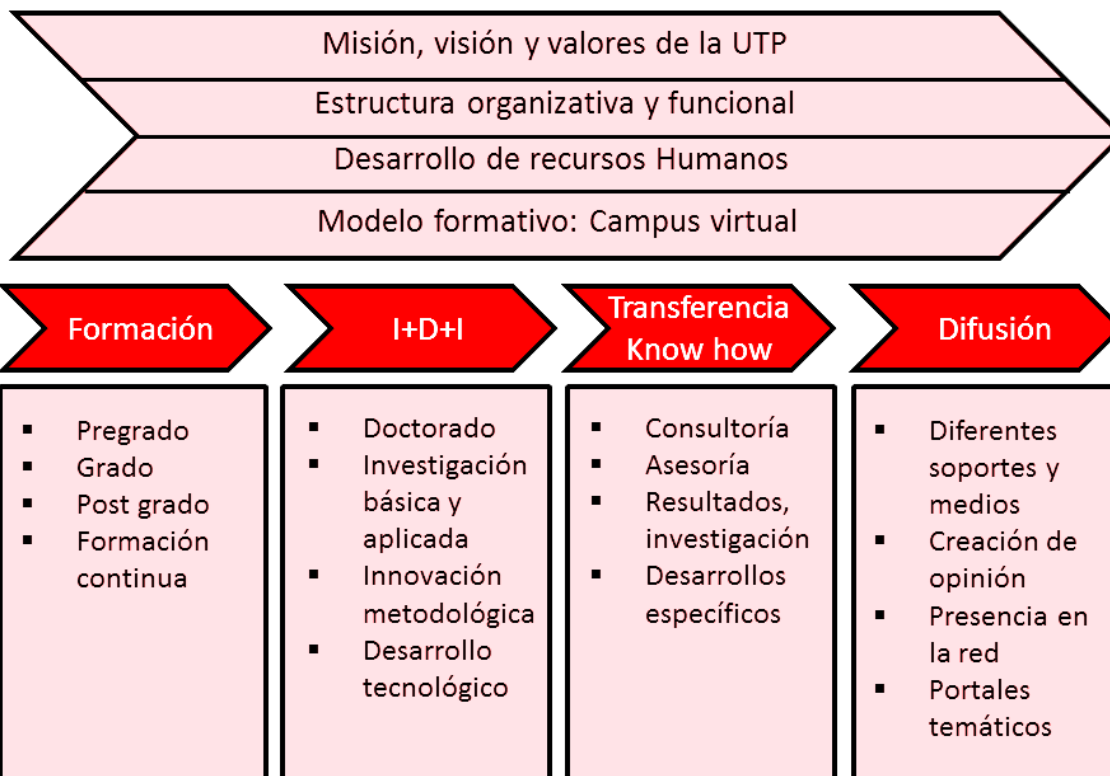 Misión, visión y valores de la UTP
Estructura organizativa y funcional
Desarrollo de recursos Humanos
Modelo formativo: Campus virtual
Formación
▪ Pregrado
▪ Grado
▪ Post grado
▪ Formación
continua
I+D+I
▪ Doctorado
▪ Investigación
básica y
aplicada
▪ Innovación
metodológica
▪ Desarrollo
tecnológico
Transferencia
Know how
▪ Consultoría
▪ Asesoría
▪ Resultados,
investigación
▪ Desarrollos
específicos
Difusión
▪ Diferentes
soportes y
medios
▪ Creación de
opinión
▪ Presencia en
la red
▪ Portales
temáticos